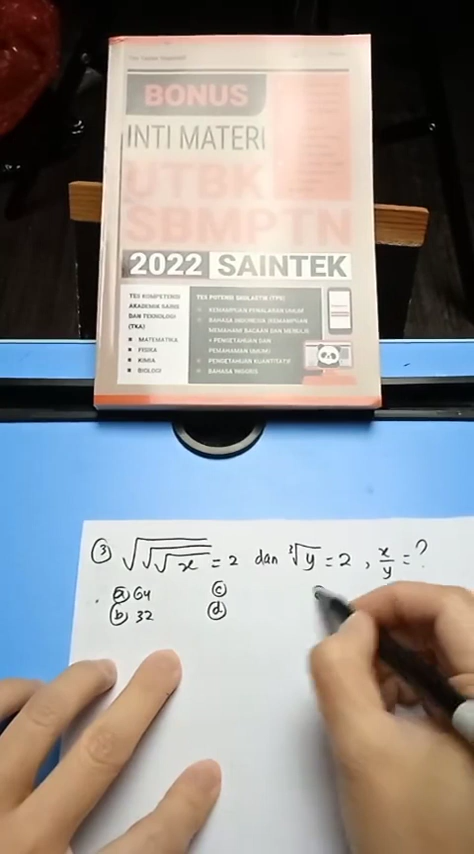 BONUS
INTI MATERI
UTBK
SBMPTN
2022 SAINTEK
TES KOMPETENSI
AKADEMIK SAINS
DAN TEKNOLOGI
(TKA)
MATEMATIKA
FISIKA
KIMIA
BIOLOGI
TES POTENSI SKOLASTIK (TPS)
KEMAMPUAN PENALARAN UMUM
BAHASA INDONESIA (KEMAMPUAN
MEMAHAMI BACAAN DAN MENULIS
+ PENGETAHUAN DAN
PEMAHAMAN UMUM)
PENGETAHUAN KUANTITATIF
BAHASA INGGRIS
③ √√√x = 2 dan ³√y = 2, x/y = ?
ⓐ 64 ⓒ
ⓑ 32 ⓓ